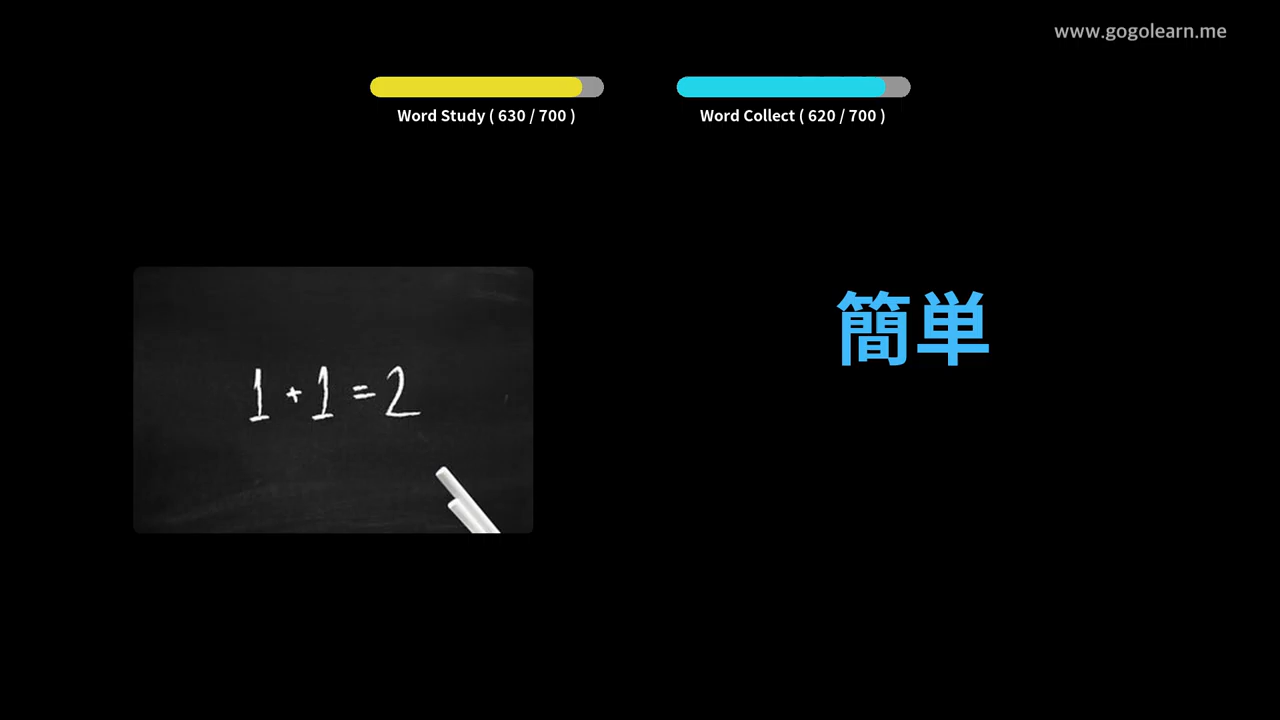 www.gogolearn.me
Word Study ( 630 / 700 )
Word Collect ( 620 / 700 )
1 + 1 = 2
簡単